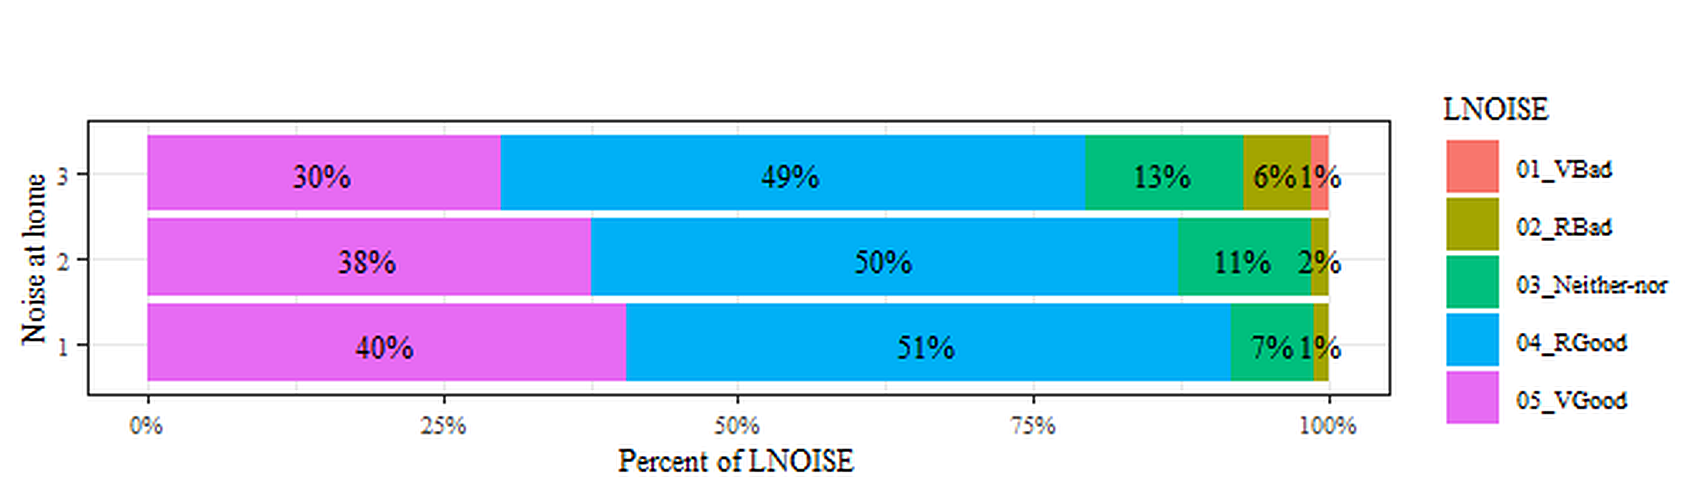 LNOISE
01_VBad
02_RBad
03_Neither-nor
04_RGood
05_VGood
Noise at home
3
30%
49%
13%
6%
1%
2
38%
50%
11%
2%
1
40%
51%
7%
1%
0%
25%
50%
75%
100%
Percent of LNOISE